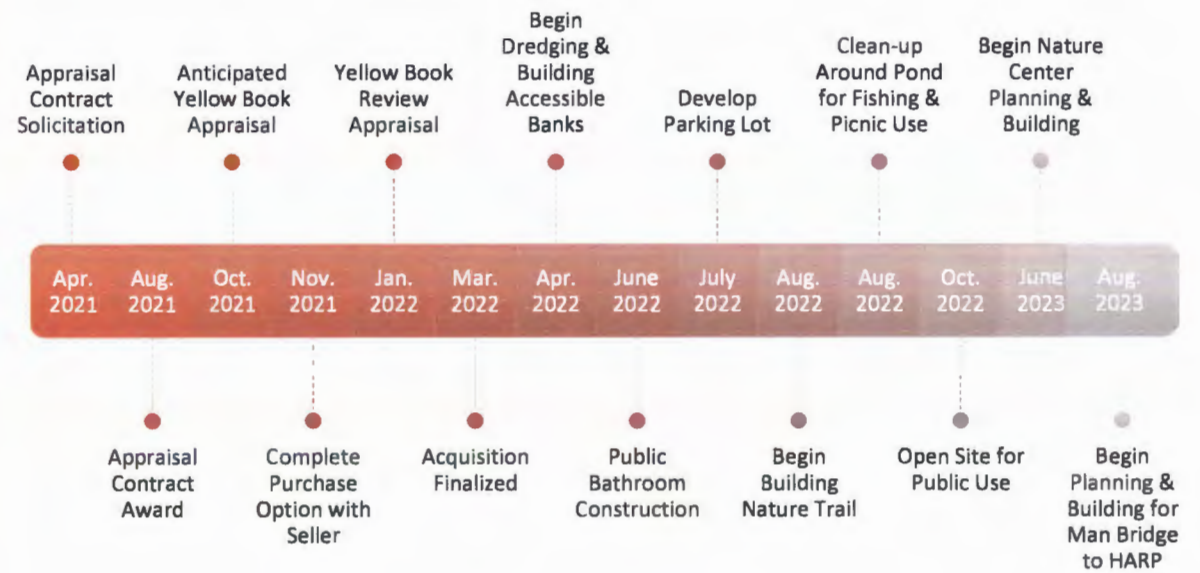 Appraisal
Contract
Solicitation
Anticipated
Yellow Book
Appraisal
Yellow Book
Review
Appraisal
Begin
Dredging &
Building
Accessible
Banks
Develop
Parking Lot
Clean-up
Around Pond
for Fishing &
Picnic Use
Begin Nature
Center
Planning &
Building
Apr.
2021
Aug.
2021
Oct.
2021
Nov.
2021
Jan.
2022
Mar.
2022
Apr.
2022
June
2022
July
2022
Aug.
2022
Aug.
2022
Oct.
2022
June
2023
Aug.
2023
Appraisal
Contract
Award
Complete
Purchase
Option with
Seller
Acquisition
Finalized
Public
Bathroom
Construction
Begin
Building
Nature Trail
Open Site for
Public Use
Begin
Planning &
Building for
Man Bridge
to HARP